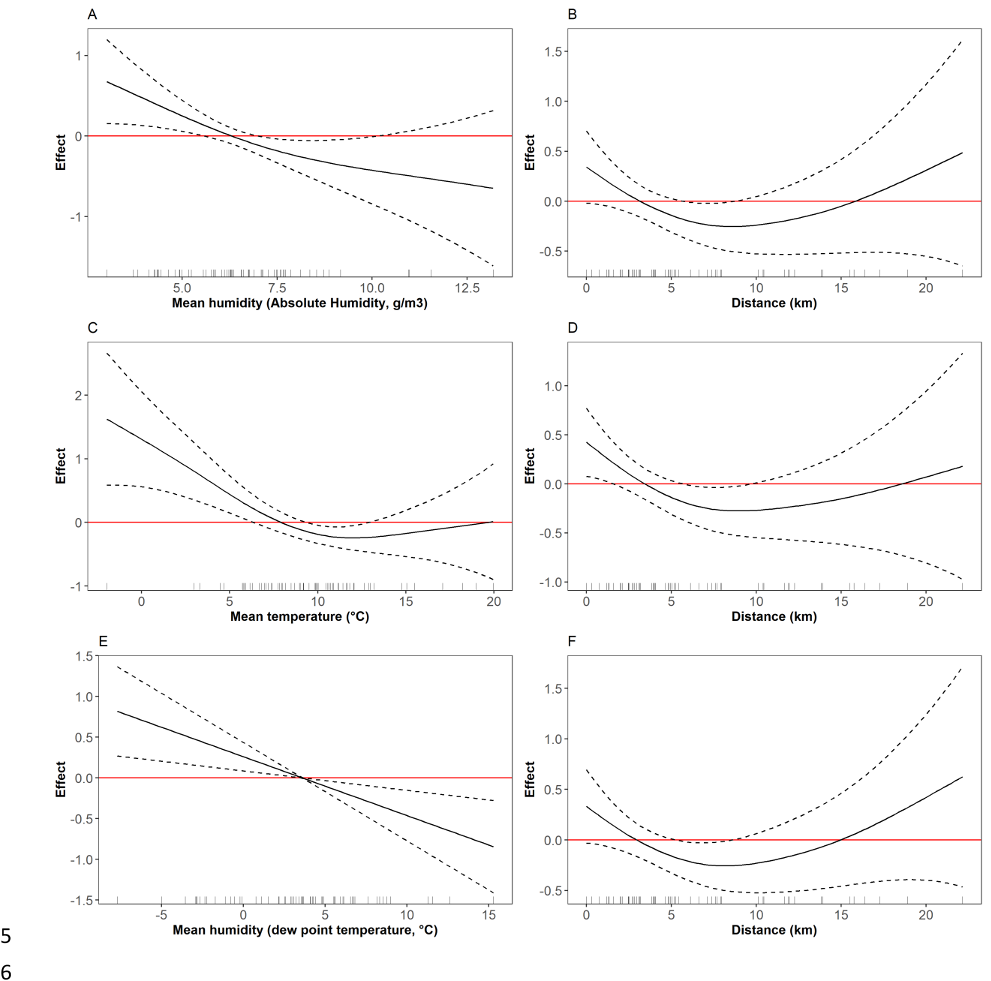 A
1
0
-1
Effect
5.0 7.5 10.0 12.5
Mean humidity (Absolute Humidity, g/m3)
B
1.5
1.0
0.5
0.0
-0.5
Effect
0 5 10 15 20
Distance (km)
C
2
1
0
-1
Effect
0 5 10 15 20
Mean temperature (°C)
D
1.0
0.5
0.0
-0.5
-1.0
Effect
0 5 10 15 20
Distance (km)
E
1.5
1.0
0.5
0.0
-0.5
-1.0
-1.5
Effect
-5 0 5 10 15
Mean humidity (dew point temperature, °C)
F
1.5
1.0
0.5
0.0
-0.5
Effect
0 5 10 15 20
Distance (km)
5
6